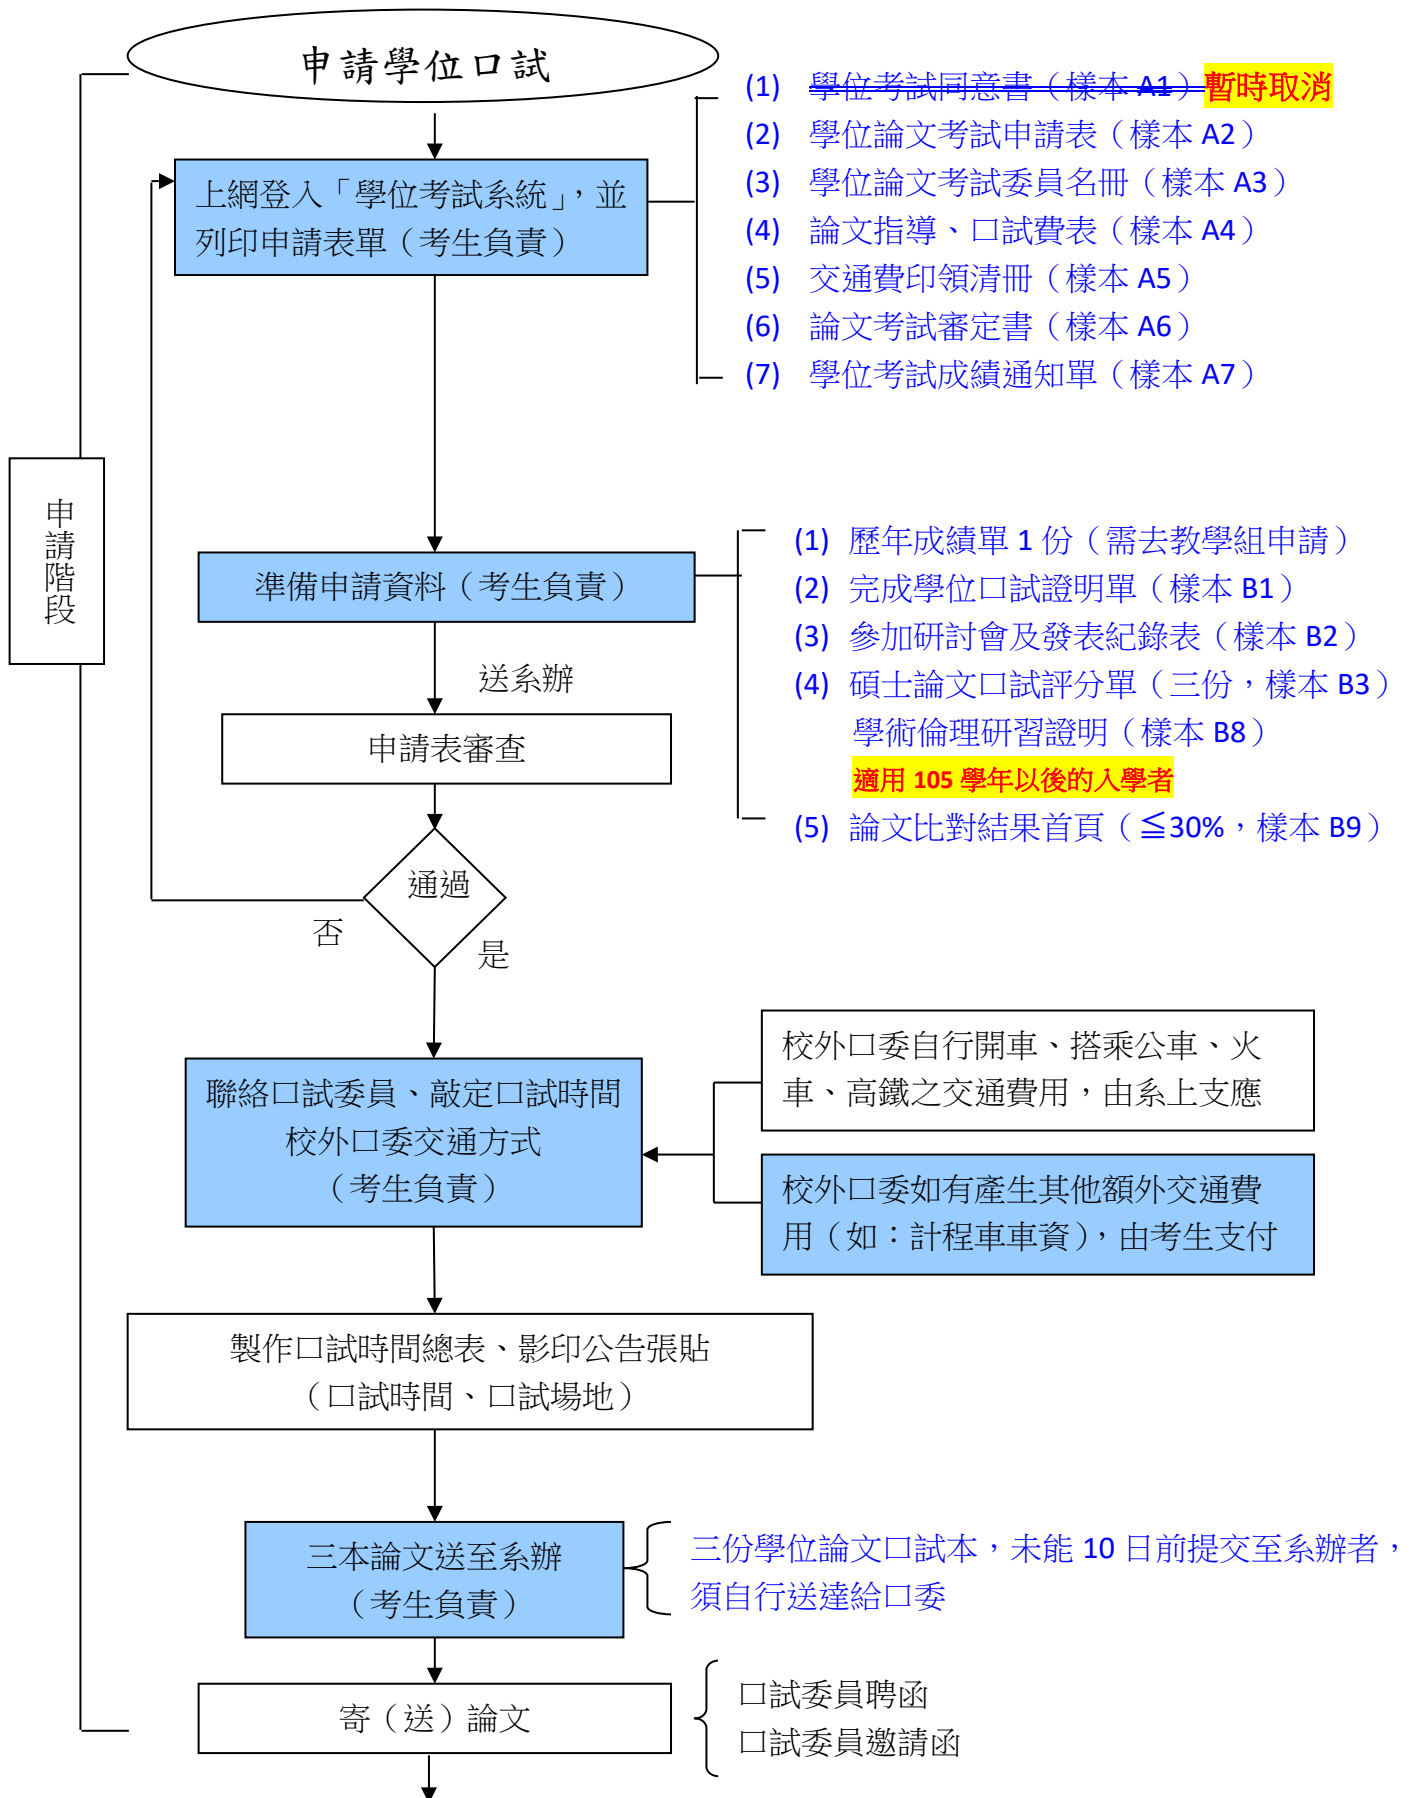 申請學位口試
(1) 學位考試同意書（樣本 A1）暫時取消
(2) 學位論文考試申請表（樣本 A2）
(3) 學位論文考試委員名冊（樣本 A3）
(4) 論文指導、口試費表（樣本 A4）
(5) 交通費印領清冊（樣本 A5）
(6) 論文考試審定書（樣本 A6）
(7) 學位考試成績通知單（樣本 A7）
上網登入「學位考試系統」，並
列印申請表單（考生負責）
申請階段
準備申請資料（考生負責）
(1) 歷年成績單 1 份（需去教學組申請）
(2) 完成學位口試證明單（樣本 B1）
(3) 參加研討會及發表紀錄表（樣本 B2）
(4) 碩士論文口試評分單（三份，樣本 B3）
學術倫理研習證明（樣本 B8）
適用 105 學年以後的入學者
(5) 論文比對結果首頁（≦30%，樣本 B9）
送系辦
申請表審查
通過
否
是
聯絡口試委員、敲定口試時間
校外口委交通方式
（考生負責）
校外口委自行開車、搭乘公車、火
車、高鐵之交通費用，由系上支應
校外口委如有產生其他額外交通費
用（如：計程車車資），由考生支付
製作口試時間總表、影印公告張貼
（口試時間、口試場地）
三本論文送至系辦
（考生負責）
三份學位論文口試本，未能 10 日前提交至系辦者，
須自行送達給口委
寄（送）論文
口試委員聘函
口試委員邀請函